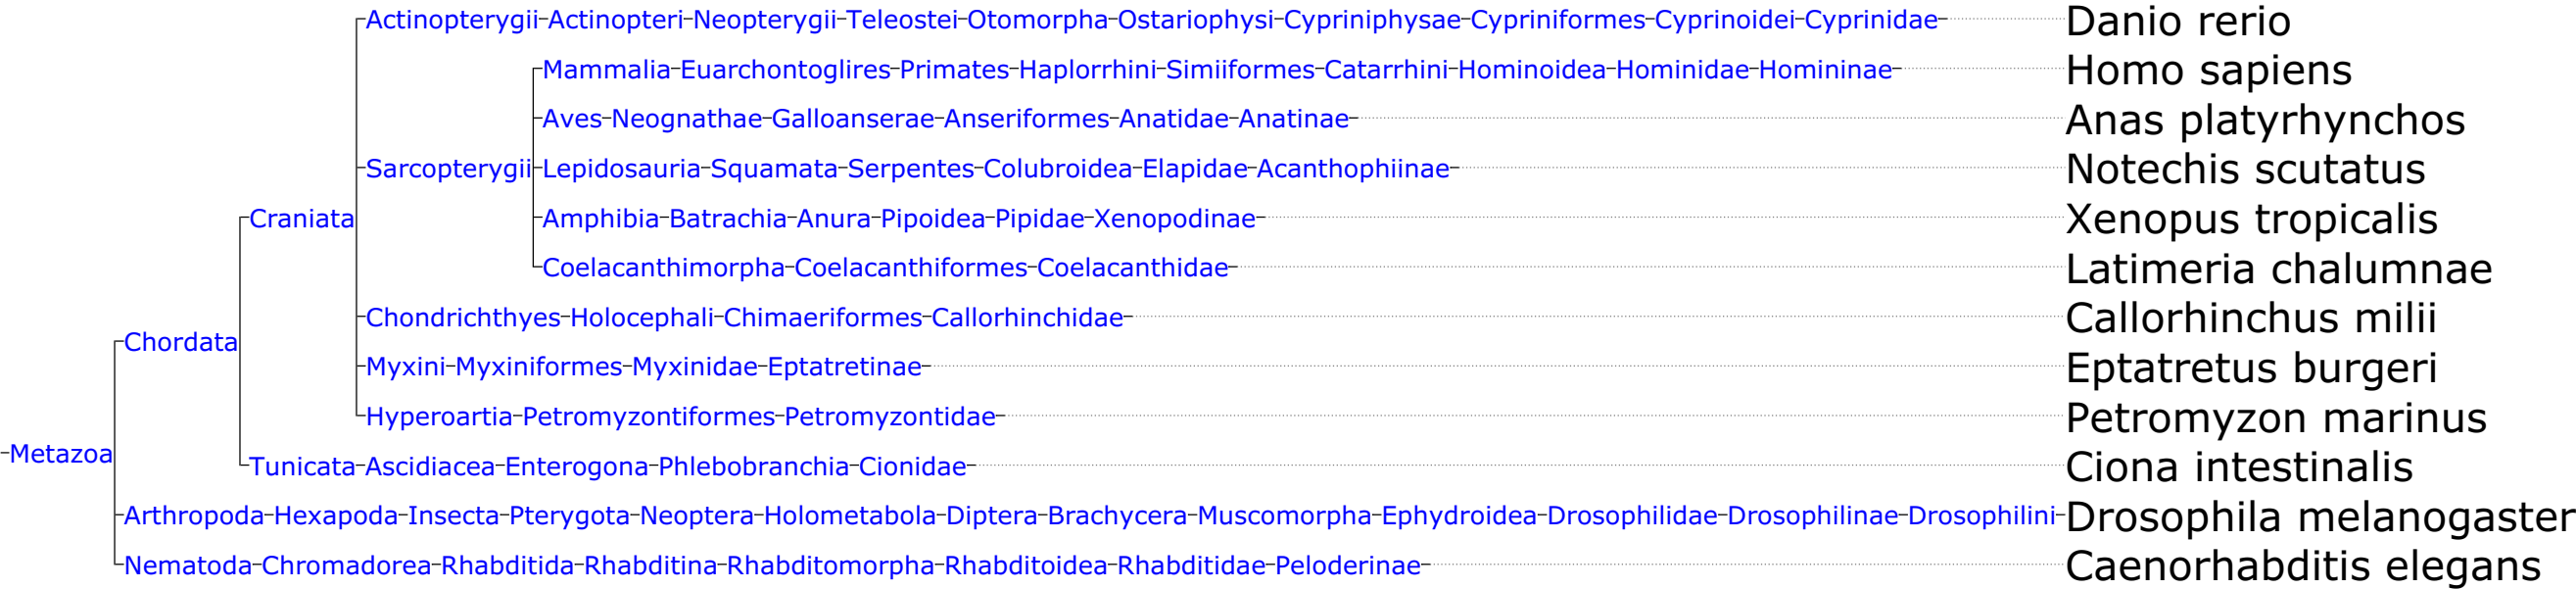 Actinopterygii-Actinopteri-Neopterygii-Teleostei-Otomorpha-Ostariophysi-Cypriniphysae-Cypriniformes-Cyprinoidei-Cyprinidae Danio rerio
Mammalia-Euarchontoglires-Primates-Haplorrhini-Simiiformes-Catarrhini-Hominoidea-Hominidae-Homininae Homo sapiens
Aves-Neognathae-Galloanserae-Anseriformes-Anatidae-Anatinae Anas platyrhynchos
Sarcopterygii Lepidosauria-Squamata-Serpentes-Colubroidea-Elapidae-Acanthophiinae Notechis scutatus
Craniata Amphibia-Batrachia-Anura-Pipoidea-Pipidae-Xenopodinae Xenopus tropicalis
Coelacanthimorpha-Coelacanthiformes-Coelacanthidae Latimeria chalumnae
Chondrichthyes-Holocephali-Chimaeriformes-Callorhinchidae Callorhinchus milii
Chordata
Myxini-Myxiniformes-Myxinidae-Eptatretinae Eptatretus burgeri
Hyperoartia-Petromyzontiformes-Petromyzontidae Petromyzon marinus
Metazoa
Tunicata-Ascidiacea-Enterogona-Phlebobranchia-Cionidae Ciona intestinalis
Arthropoda-Hexapoda-Insecta-Pterygota-Neoptera-Holometabola-Diptera-Brachycera-Muscomorpha-Ephydroidea-Drosophilidae-Drosophilinae-Drosophilini Drosophila melanogaster
Nematoda-Chromadorea-Rhabditida-Rhabditina-Rhabditomorpha-Rhabditoidea-Rhabditidae-Peloderinae Caenorhabditis elegans